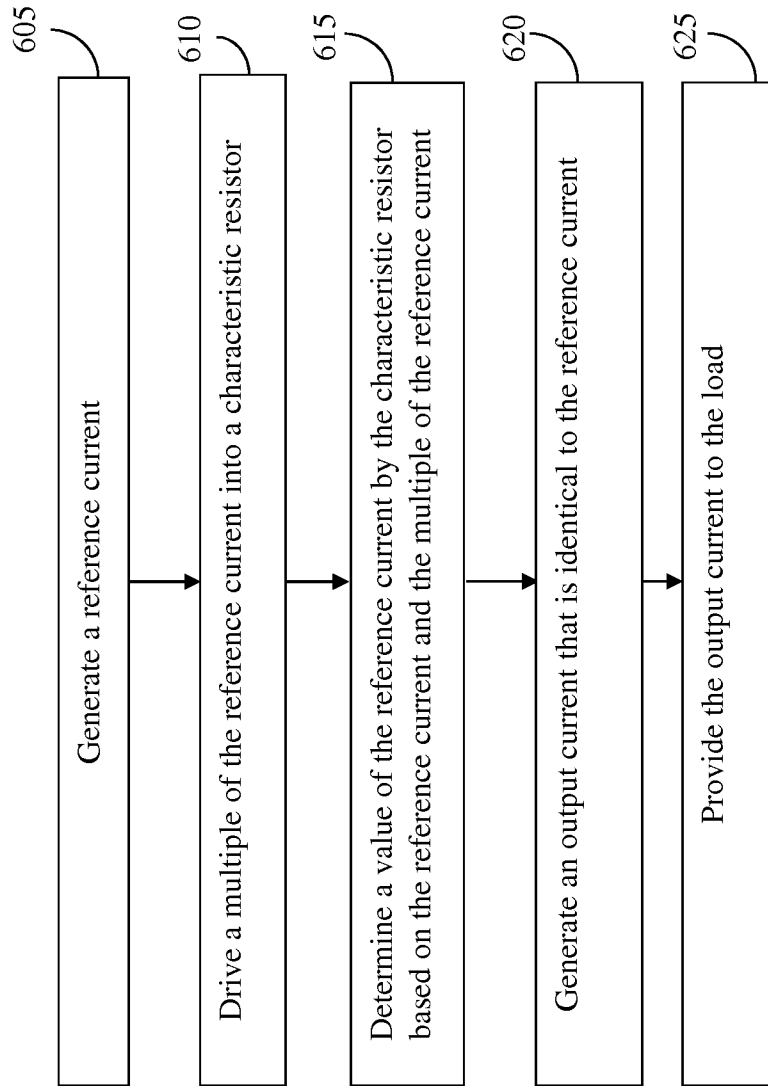 605
Generate a reference current
610
Drive a multiple of the reference current into a characteristic resistor
615
Determine a value of the reference current by the characteristic resistor
based on the reference current and the multiple of the reference current
620
Generate an output current that is identical to the reference current
625
Provide the output current to the load